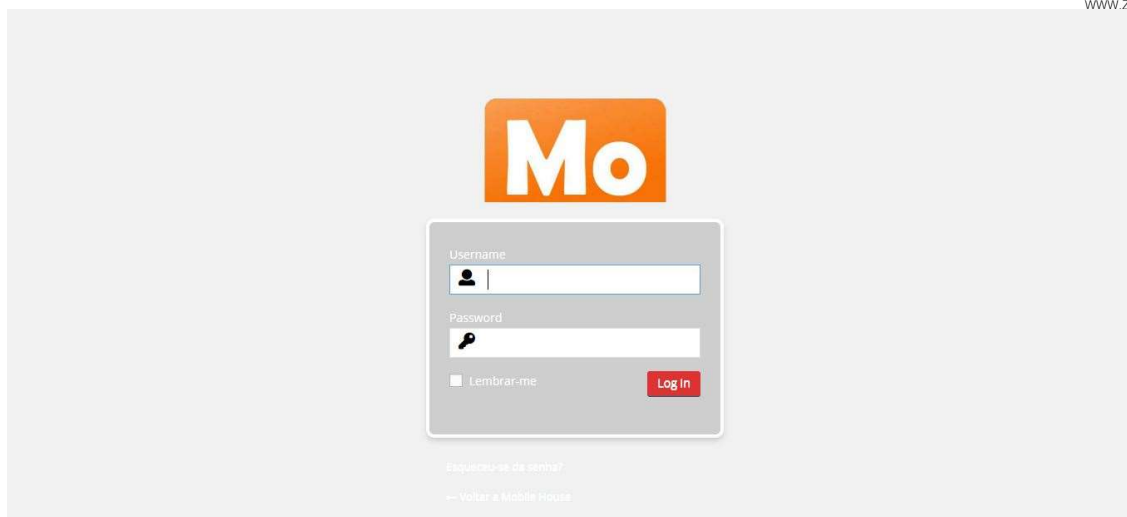 www.z
Mo
Username
Password
Lembrar-me
Log In
Esqueceu-se da senha?
← Voltar a Mobile House